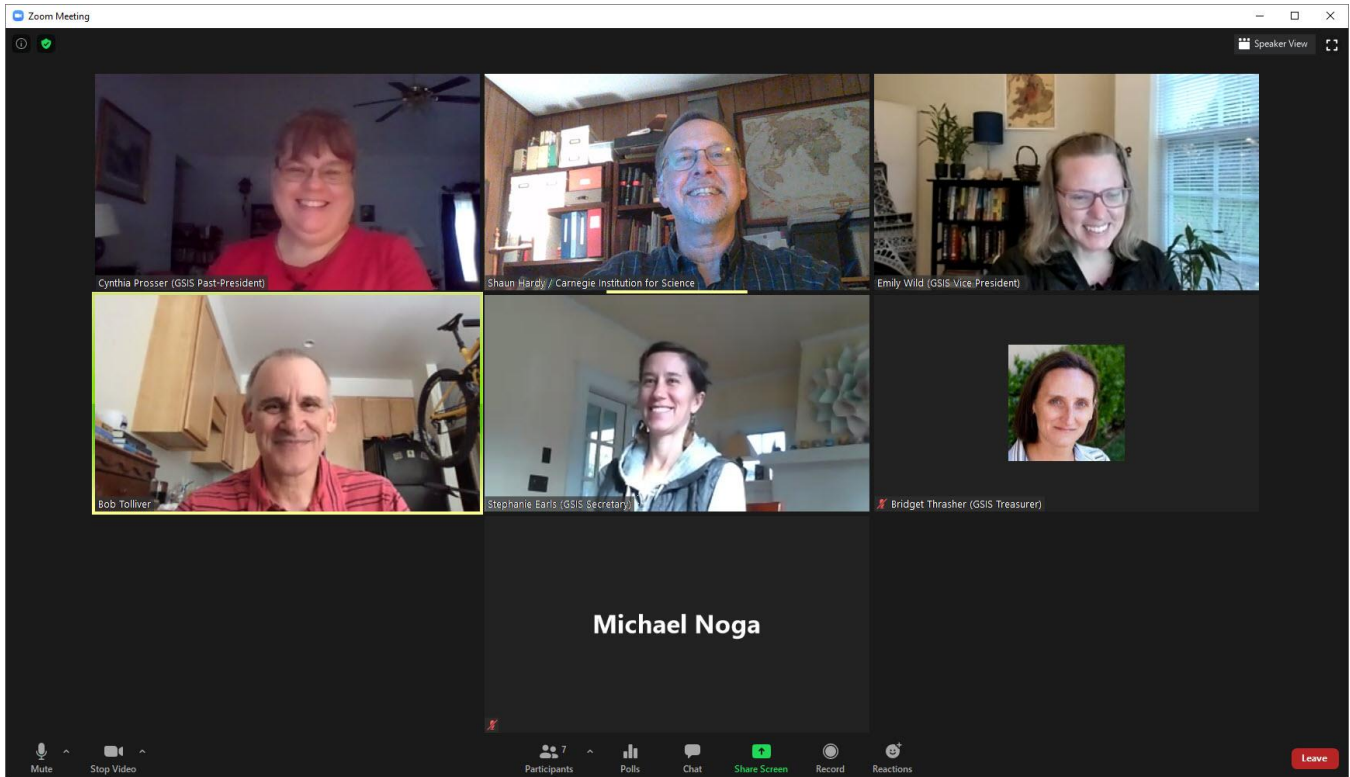 Zoom Meeting
Speaker View
Cynthia Prosser (GSIS Past-President)
Shaun Hardy / Carnegie Institution for Science
Emily Wild (GSIS Vice President)
Bob Tolliver
Stephanie Earls (GSIS Secretary)
Bridget Thrasher (GSIS Treasurer)
Michael Noga
Mute
Stop Video
Participants
7
Polls
Chat
Share Screen
Record
Reactions
Leave